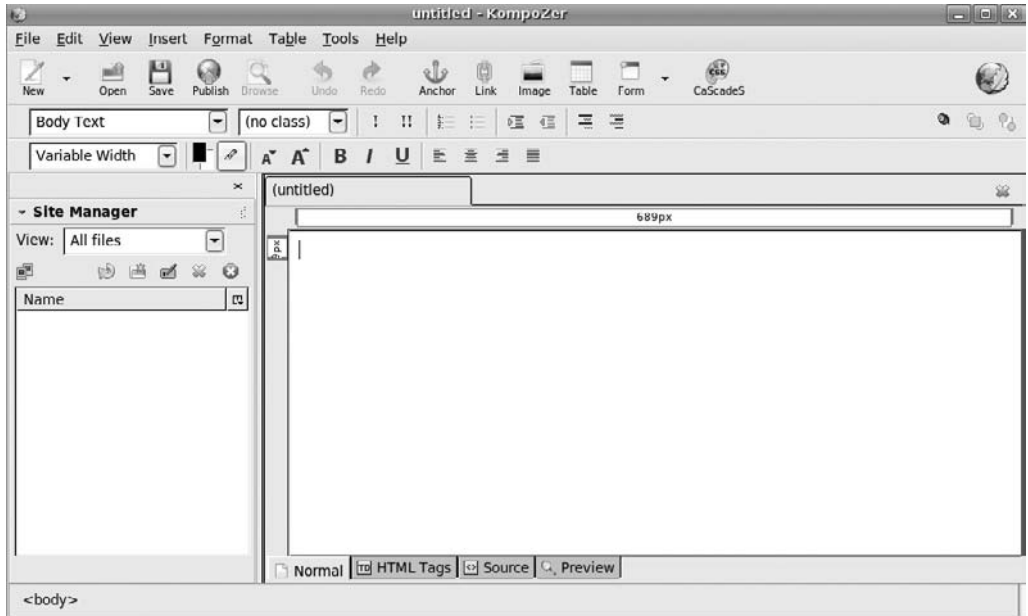 untitled - KompoZer
File Edit View Insert Format Table Tools Help
New Open Save Publish Browse Undo Redo Anchor Link Image Table Form CaScadeS
Body Text (no class) ! !!
Variable Width A A B I U
(untitled)
Site Manager
689px
View: All files
Name
Normal TD HTML Tags Source Preview
<body>